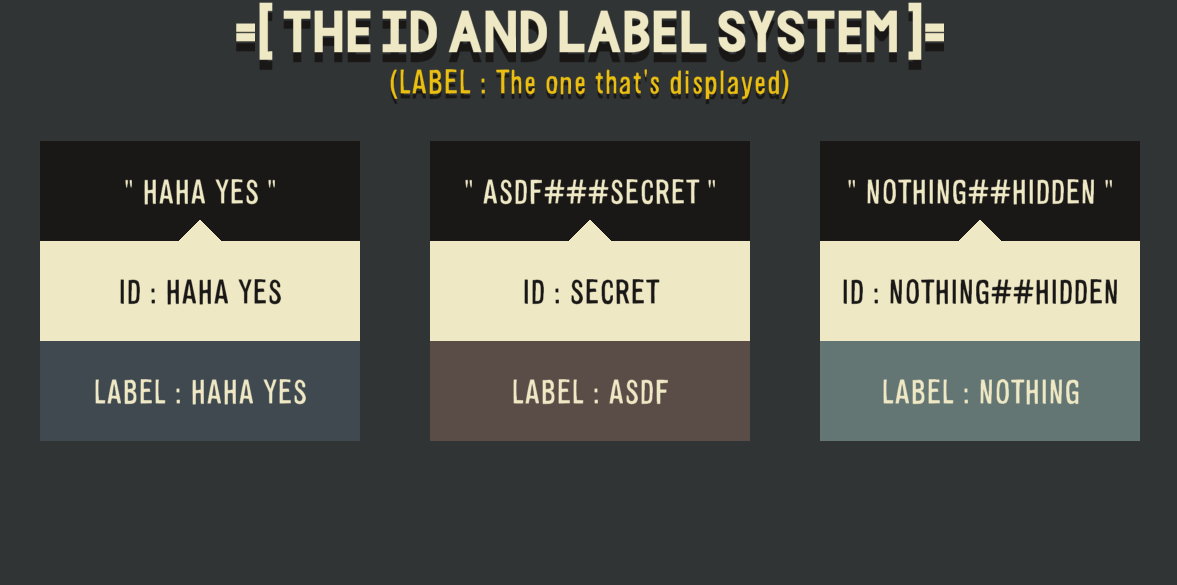 =[ THE ID AND LABEL SYSTEM ]=
(LABEL : The one that's displayed)
" HAHA YES "
ID : HAHA YES
LABEL : HAHA YES
" ASDF###SECRET "
ID : SECRET
LABEL : ASDF
" NOTHING##HIDDEN "
ID : NOTHING##HIDDEN
LABEL : NOTHING